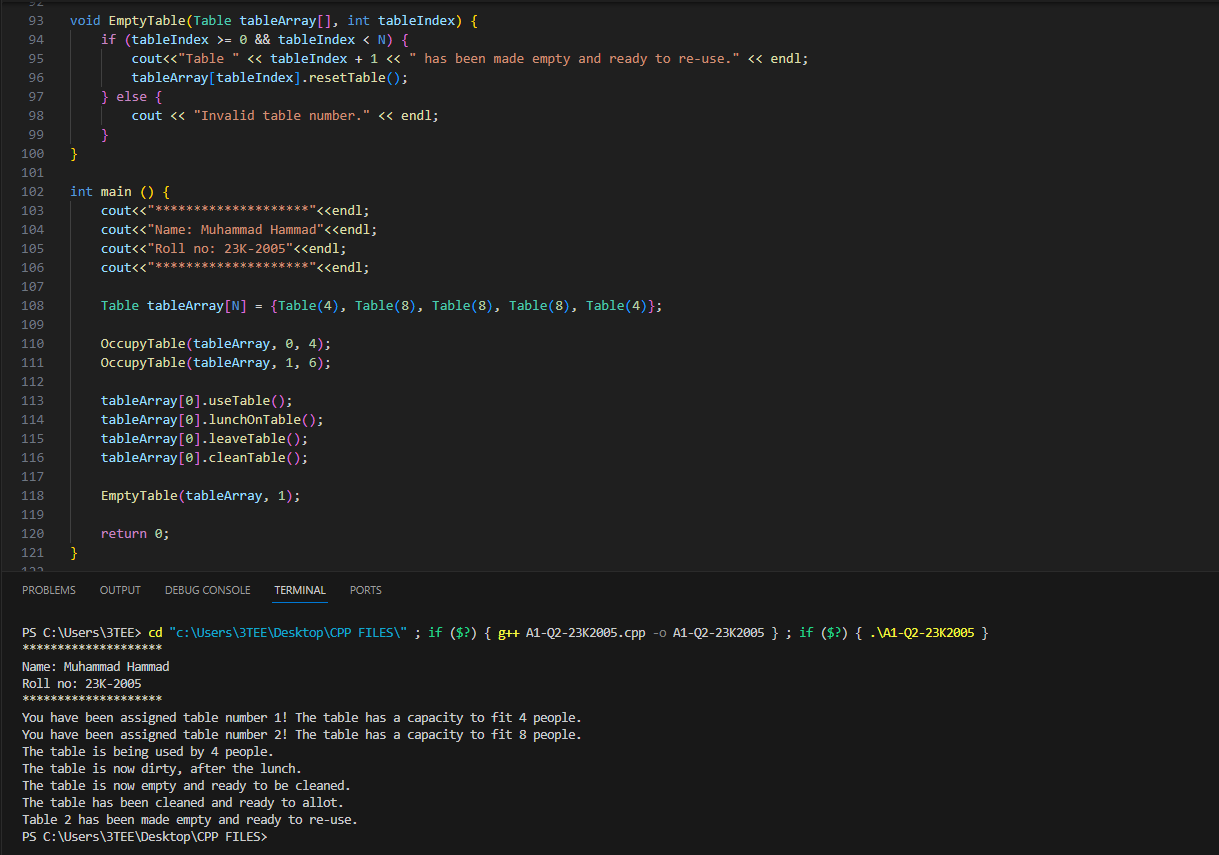 93 void EmptyTable(Table tableArray[], int tableIndex) {
94 if (tableIndex >= 0 && tableIndex < N) {
95 cout<<"Table " << tableIndex + 1 << " has been made empty and ready to re-use." << endl;
96 tableArray[tableIndex].resetTable();
97 } else {
98 cout << "Invalid table number." << endl;
99 }
100 }
101
102 int main () {
103 cout<<"********************"<<endl;
104 cout<<"Name: Muhammad Hammad"<<endl;
105 cout<<"Roll no: 23K-2005"<<endl;
106 cout<<"********************"<<endl;
107
108 Table tableArray[N] = {Table(4), Table(8), Table(8), Table(8), Table(4)};
109
110 OccupyTable(tableArray, 0, 4);
111 OccupyTable(tableArray, 1, 6);
112
113 tableArray[0].useTable();
114 tableArray[0].lunchOnTable();
115 tableArray[0].leaveTable();
116 tableArray[0].cleanTable();
117
118 EmptyTable(tableArray, 1);
119
120 return 0;
121 }
PROBLEMS OUTPUT DEBUG CONSOLE TERMINAL PORTS
PS C:\Users\3TEE> cd "c:\Users\3TEE\Desktop\CPP FILES\" ; if ($?) { g++ A1-Q2-23K2005.cpp -o A1-Q2-23K2005 } ; if ($?) { .\A1-Q2-23K2005 }
********************
Name: Muhammad Hammad
Roll no: 23K-2005
********************
You have been assigned table number 1! The table has a capacity to fit 4 people.
You have been assigned table number 2! The table has a capacity to fit 8 people.
The table is being used by 4 people.
The table is now dirty, after the lunch.
The table is now empty and ready to be cleaned.
The table has been cleaned and ready to allot.
Table 2 has been made empty and ready to re-use.
PS C:\Users\3TEE\Desktop\CPP FILES>